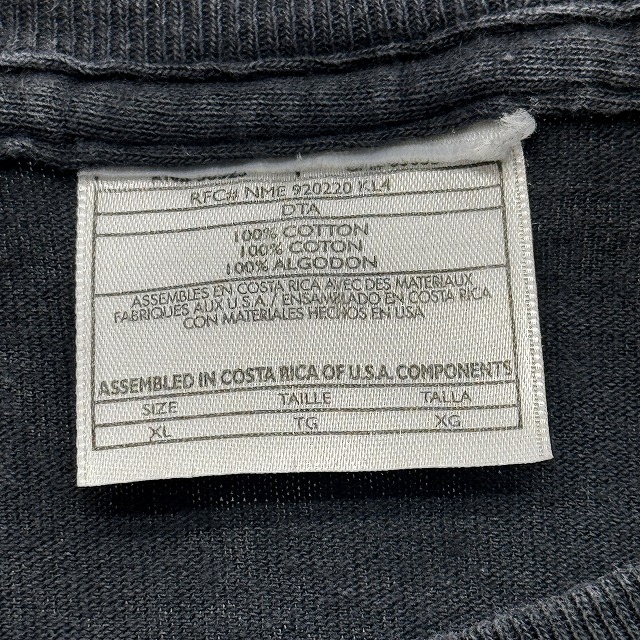 RFC# NME 920220 KL4
DTA
100% COTTON
100% COTON
100% ALGODON
ASSEMBLES EN COSTA RICA AVEC DES MATERIAUX
FABRIQUES AUX U.S.A./ENSAMBLADO EN COSTA RICA
CON MATERIALES HECHOS EN USA
ASSEMBLED IN COSTA RICA OF U.S.A. COMPONENTS
SIZE TAILLE TALLA
XL TG XG